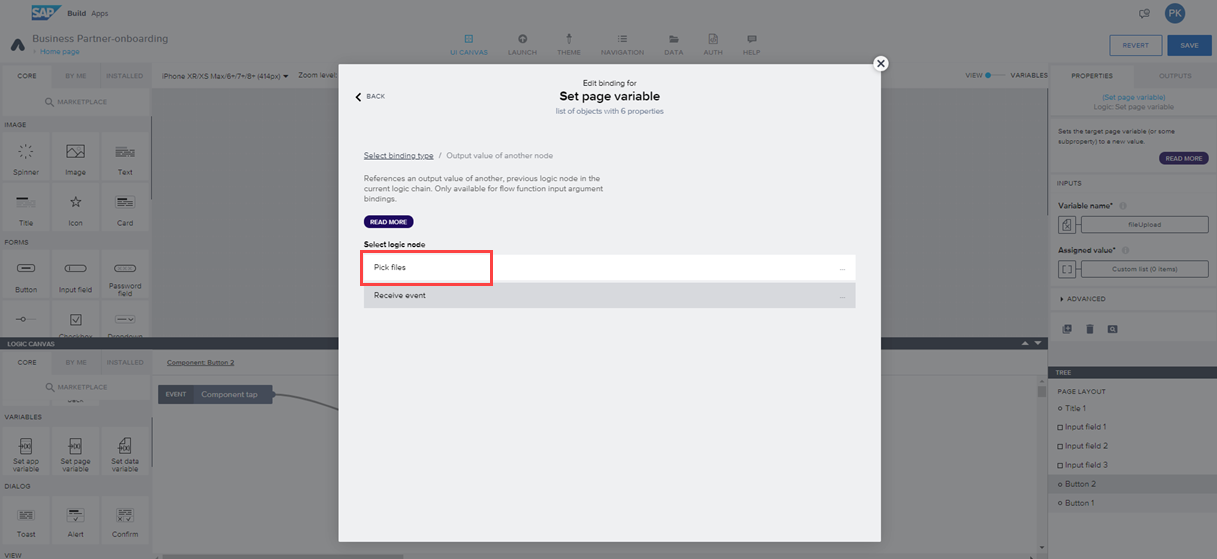 SAP Build Apps
PK
Business Partner-onboarding
Home page
UI CANVAS
LAUNCH
THEME
NAVIGATION
DATA
AUTH
HELP
REVERT
SAVE
CORE
BY ME
INSTALLED
iPhone XR/XS Max/6+/7+/8+ (414px)
Zoom level:
VIEW
VARIABLES
PROPERTIES
OUTPUTS
MARKETPLACE
IMAGE
Spinner
Image
Text
Title
Icon
Card
FORMS
Button
Input field
Password
field
Checkbox
Dropdown
BACK
Edit binding for
Set page variable
list of objects with 6 properties
Select binding type / Output value of another node
References an output value of another, previous logic node in the
current logic chain. Only available for flow function input argument
bindings.
READ MORE
Select logic node
Pick files
...
Receive event
...
(Set page variable)
Logic: Set page variable
Sets the target page variable (or some
subproperty) to a new value.
READ MORE
INPUTS
Variable name*
fileUpload
Assigned value*
Custom list (0 items)
ADVANCED
LOGIC CANVAS
CORE
BY ME
INSTALLED
Component: Button 2
MARKETPLACE
EVENT
Component tap
back
VARIABLES
Set app
variable
Set page
variable
Set data
variable
DIALOG
Toast
Alert
Confirm
VIEW
TREE
PAGE LAYOUT
Title 1
Input field 1
Input field 2
Input field 3
Button 2
Button 1